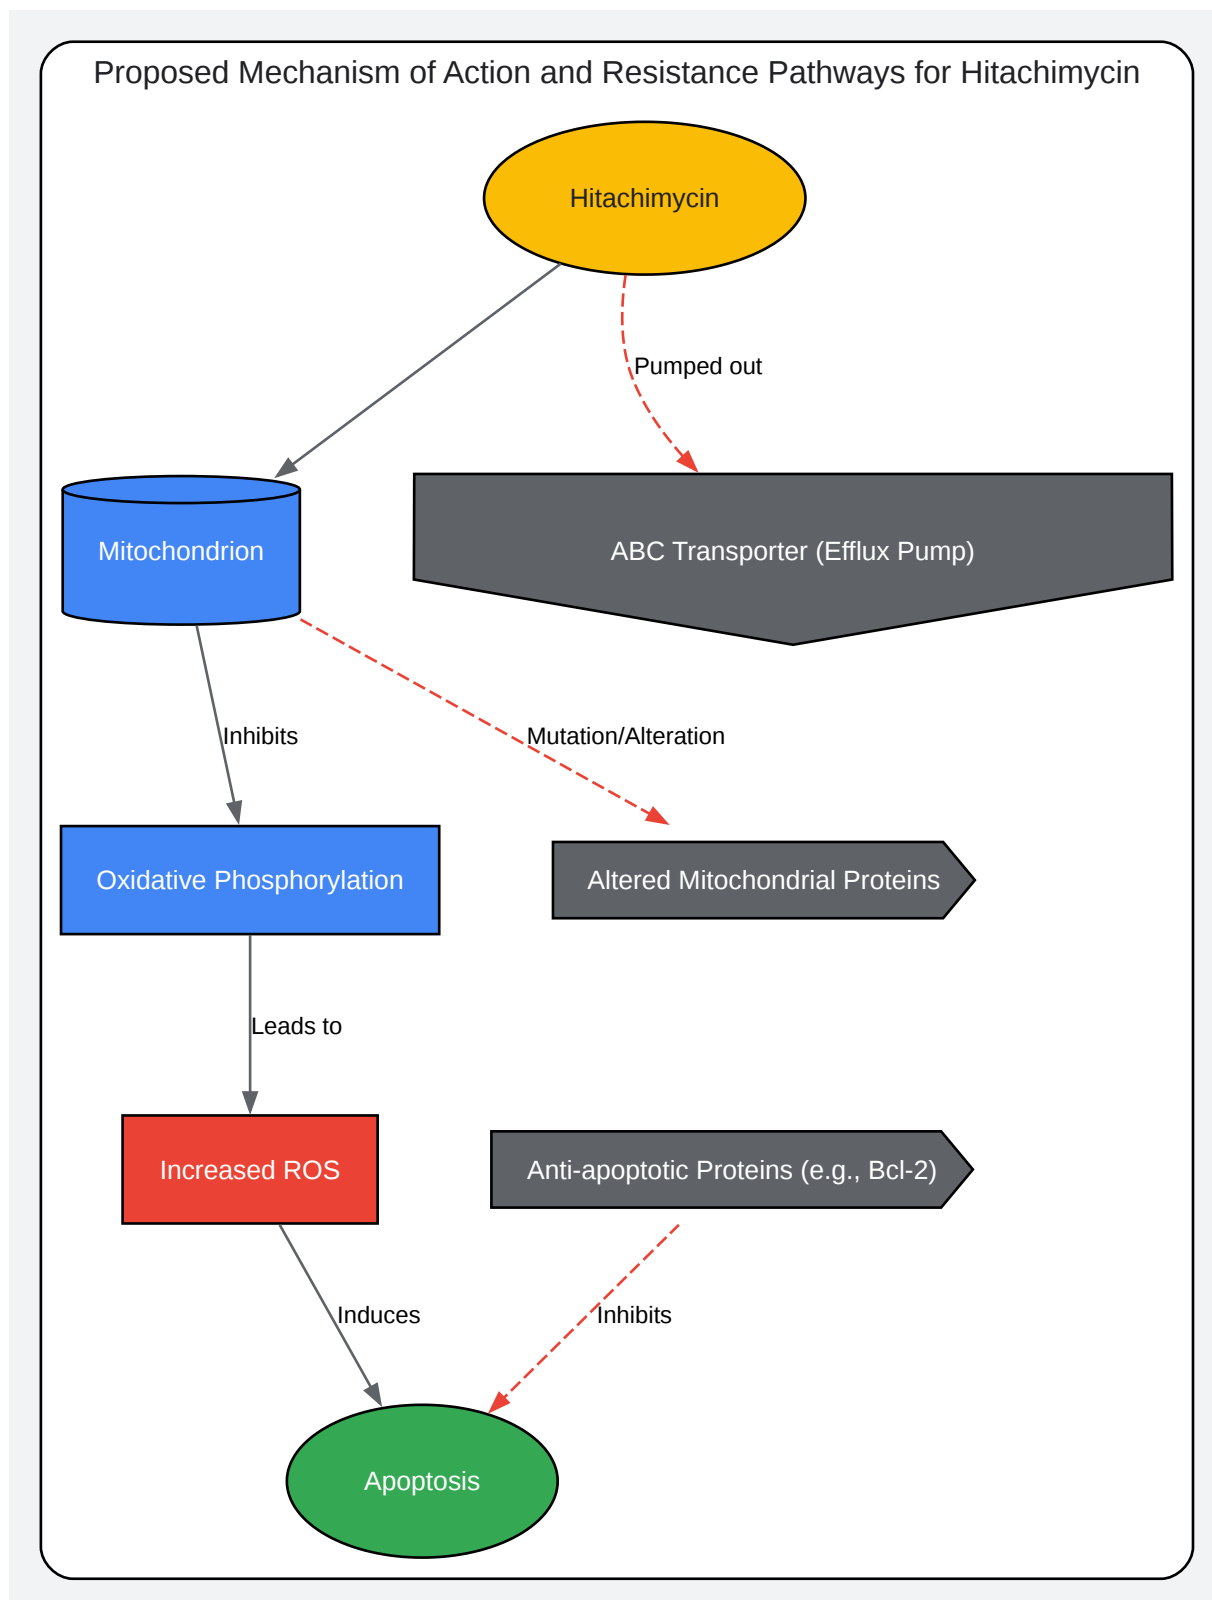 Proposed Mechanism of Action and Resistance Pathways for Hitachimycin
Hitachimycin
Pumped out
Mitochondrion
ABC Transporter (Efflux Pump)
Inhibits
Mutation/Alteration
Oxidative Phosphorylation
Altered Mitochondrial Proteins
Leads to
Increased ROS
Anti-apoptotic Proteins (e.g., Bcl-2)
Induces
Inhibits
Apoptosis